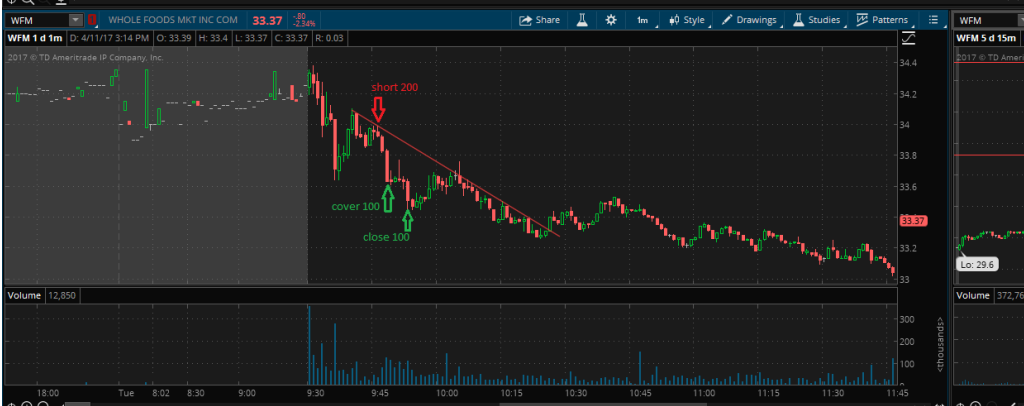 WFM
WHOLE FOODS MKT INC COM
33.37
-.80
-2.34%
Share
1m
Style
Drawings
Studies
Patterns
WFM
WFM 1 d 1m
D: 4/11/17 3:14 PM
O: 33.39
H: 33.4
L: 33.37
C: 33.37
R: 0.03
WFM 5 d 15m
2017 © TD Ameritrade IP Company, Inc.
2017 © TD Ame
34.4
34.2
34
33.8
33.6
33.37
33.2
33
short 200
cover 100
close 100
Lo: 29.6
Volume
12,850
Volume
372,76
300
200
100
0
<thousands>
18:00
Tue
8:02
8:30
9:00
9:30
9:45
10:00
10:15
10:30
10:45
11:00
11:15
11:30
11:45